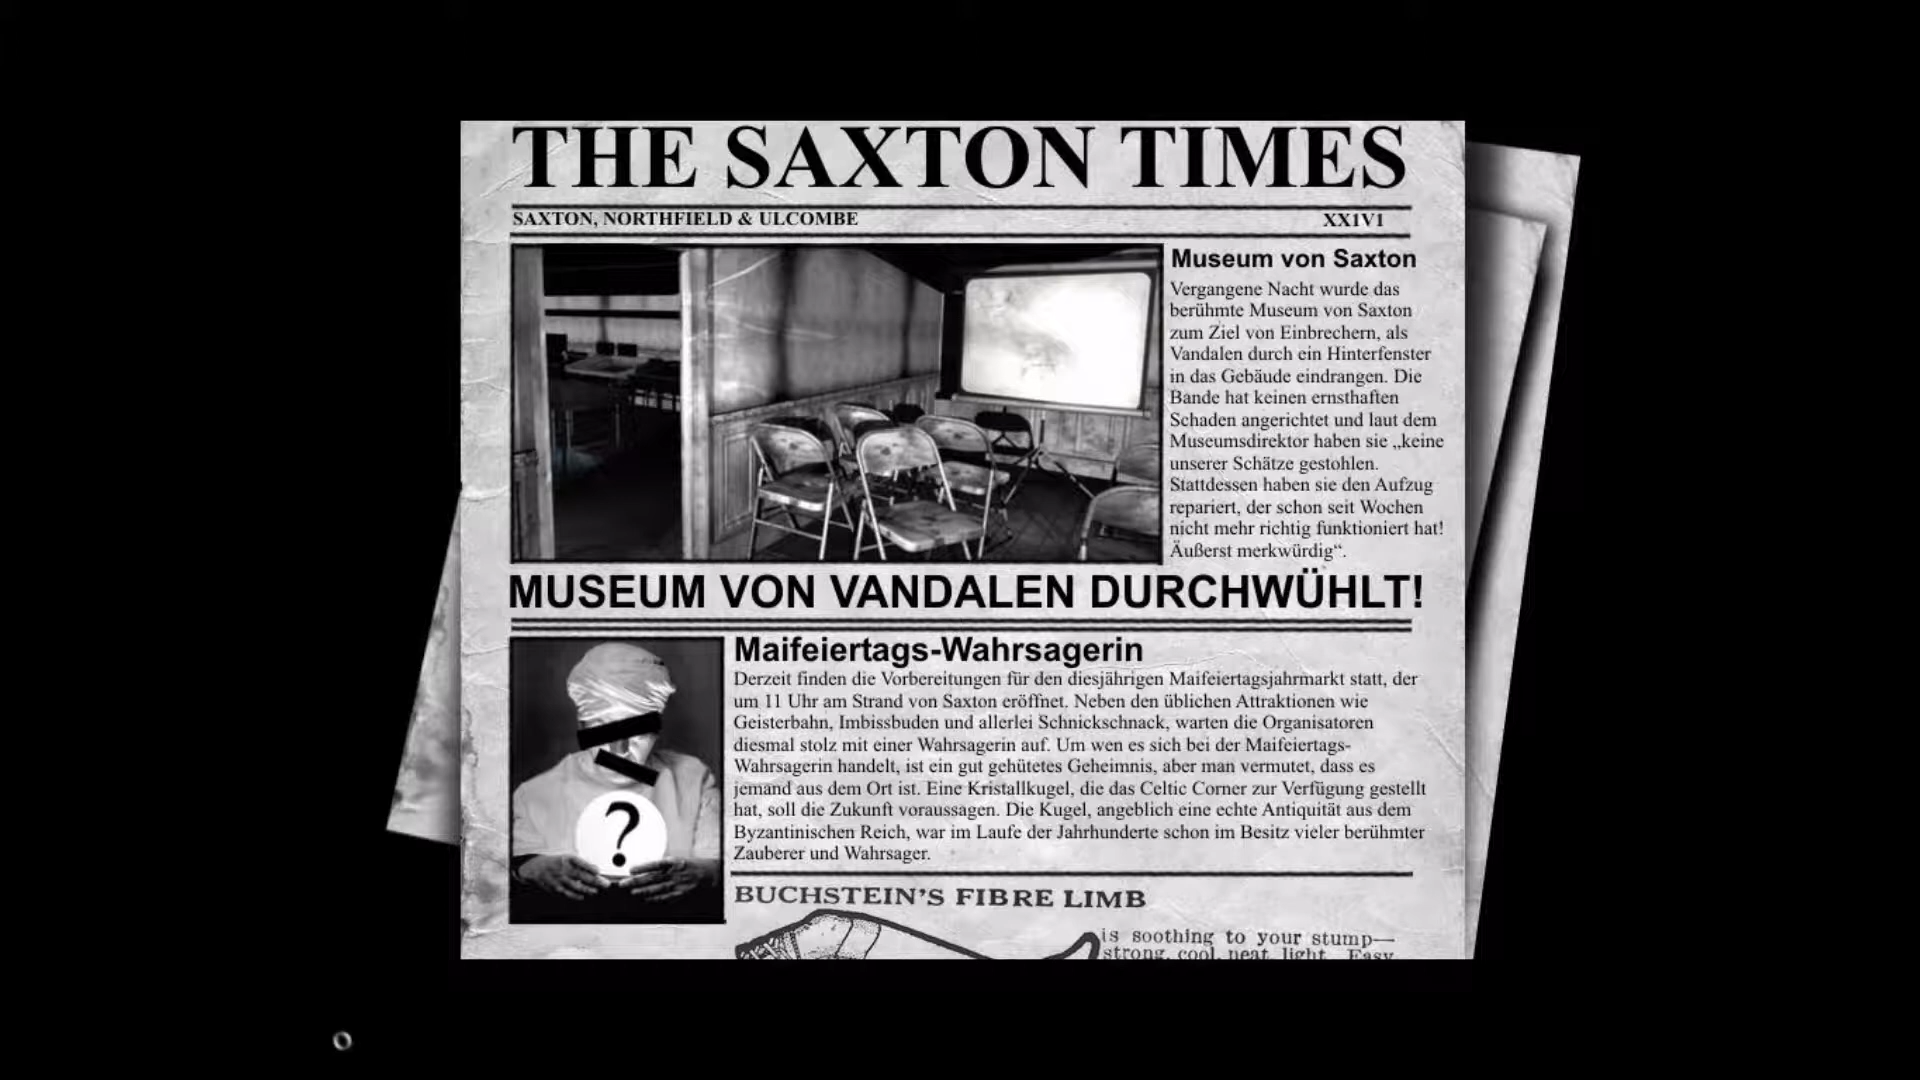 THE SAXTON TIMES
SAXTON, NORTHFIELD & ULCOMBE XX1V1
Museum von Saxton
Vergangene Nacht wurde das
berühmte Museum von Saxton
zum Ziel von Einbrechern, als
Vandalen durch ein Hinterfenster
in das Gebäude eindrangen. Die
Bande hat keinen ernsthaften
Schaden angerichtet und laut dem
Museumsdirektor haben sie „keine
unserer Schätze gestohlen.
Stattdessen haben sie den Aufzug
repariert, der schon seit Wochen
nicht mehr richtig funktioniert hat!
Äußerst merkwürdig“.
MUSEUM VON VANDALEN DURCHWÜHLT!
Maifeiertags-Wahrsagerin
Derzeit finden die Vorbereitungen für den diesjährigen Maifeiertagsjahrmarkt statt, der
um 11 Uhr am Strand von Saxton eröffnet. Neben den üblichen Attraktionen wie
Geisterbahn, Imbissbuden und allerlei Schnickschnack, warten die Organisatoren
diesmal stolz mit einer Wahrsagerin auf. Um wen es sich bei der Maifeiertags-
Wahrsagerin handelt, ist ein gut gehütetes Geheimnis, aber man vermutet, dass es
jemand aus dem Ort ist. Eine Kristallkugel, die das Celtic Corner zur Verfügung gestellt
hat, soll die Zukunft voraussagen. Die Kugel, angeblich eine echte Antiquität aus dem
Byzantinischen Reich, war im Laufe der Jahrhunderte schon im Besitz vieler berühmter
Zauberer und Wahrsager.
?
BUCHSTEIN'S FIBRE LIMB
is soothing to your stump—
strong, cool, neat, light. Easy